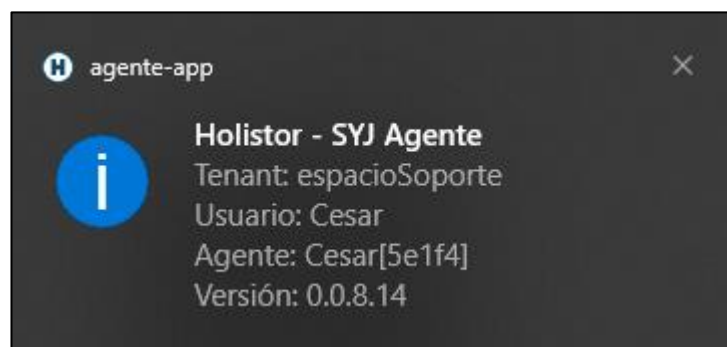 H agente-app
Holistor - SYJ Agente
i
Tenant: espacioSoporte
Usuario: Cesar
Agente: Cesar[5e1f4]
Versión: 0.0.8.14